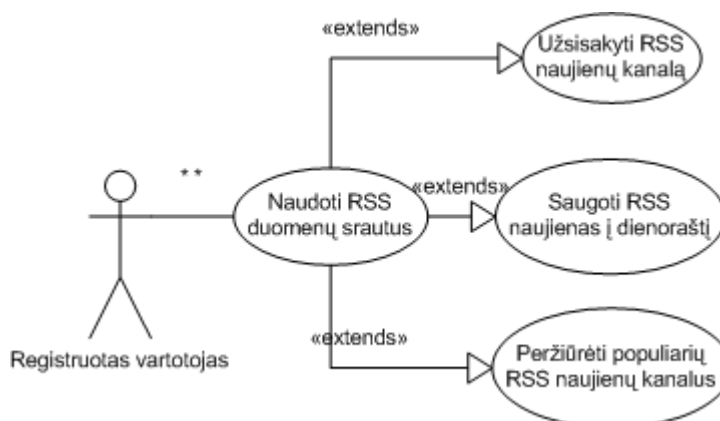 «extends»
Užsisakyti RSS
naujienų kanalą
* *
Naudoti RSS
duomenų srautus
«extends»
Saugoti RSS
naujienas į dienoraštį
Registruotas vartotojas
«extends»
Peržiūrėti populiarių
RSS naujienų kanalus